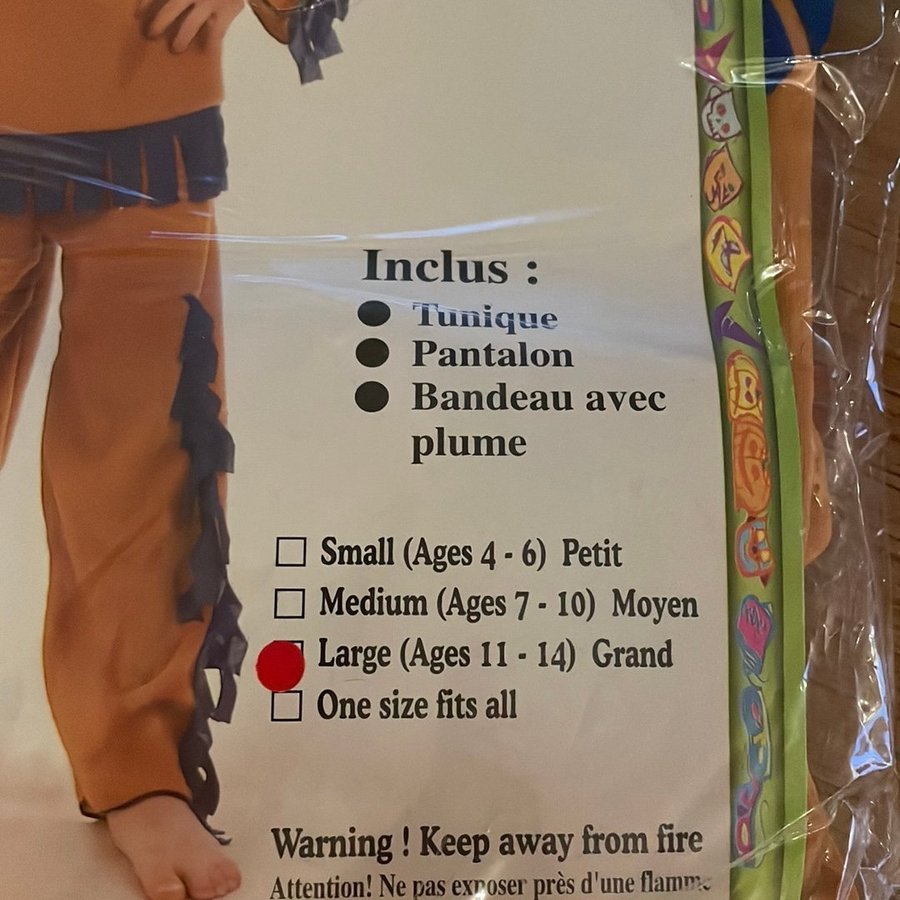 Inclus :
Tunique
Pantalon
Bandeau avec
plume
Small (Ages 4 - 6) Petit
Medium (Ages 7 - 10) Moyen
Large (Ages 11 - 14) Grand
One size fits all
Warning ! Keep away from fire
Attention! Ne pas exposer près d'une flamme